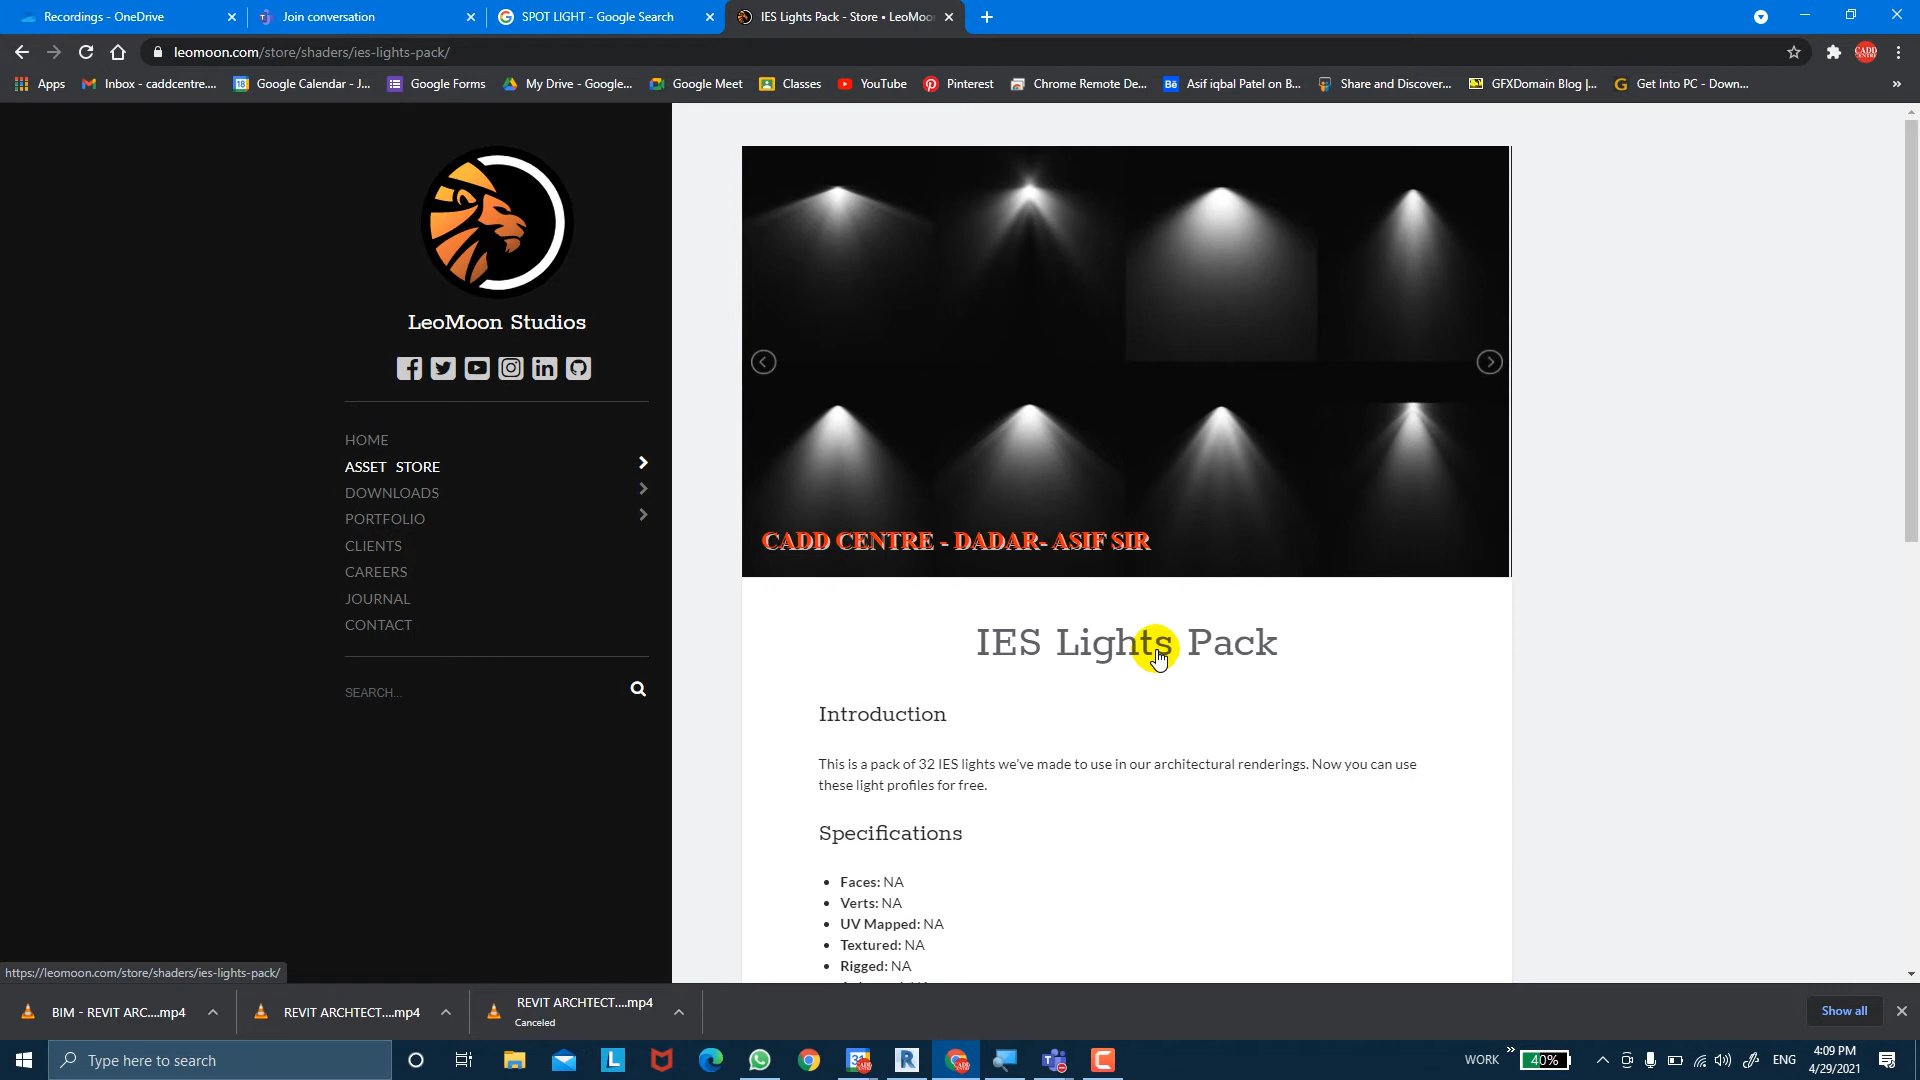 Recordings - OneDrive
Join conversation
SPOT LIGHT - Google Search
IES Lights Pack - Store • LeoMoo
leomoon.com/store/shaders/ies-lights-pack/
Apps
Inbox - caddcentre....
Google Calendar - J...
Google Forms
My Drive - Google...
Google Meet
Classes
YouTube
Pinterest
Chrome Remote De...
Asif iqbal Patel on B...
Share and Discover...
GFXDomain Blog |...
Get Into PC - Down...
LeoMoon Studios
HOME
ASSET STORE
DOWNLOADS
PORTFOLIO
CLIENTS
CAREERS
JOURNAL
CONTACT
SEARCH...
CADD CENTRE - DADAR- ASIF SIR
IES Lights Pack
Introduction
This is a pack of 32 IES lights we've made to use in our architectural renderings. Now you can use
these light profiles for free.
Specifications
Faces: NA
Verts: NA
UV Mapped: NA
Textured: NA
Rigged: NA
https://leomoon.com/store/shaders/ies-lights-pack/
BIM - REVIT ARC....mp4
REVIT ARCHTECT....mp4
REVIT ARCHTECT....mp4
Canceled
Show all
Type here to search
WORK
40%
ENG
4:09 PM
4/29/2021